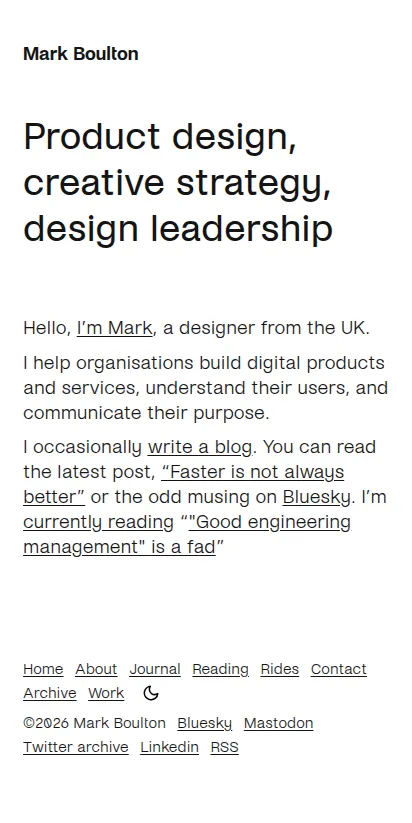 Mark Boulton
Product design,
creative strategy,
design leadership
Hello, I’m Mark, a designer from the UK.
I help organisations build digital products
and services, understand their users, and
communicate their purpose.
I occasionally write a blog. You can read
the latest post, “Faster is not always
better” or the odd musing on Bluesky. I’m
currently reading “"Good engineering
management" is a fad”
Home About Journal Reading Rides Contact
Archive Work
©2026 Mark Boulton Bluesky Mastodon
Twitter archive Linkedin RSS